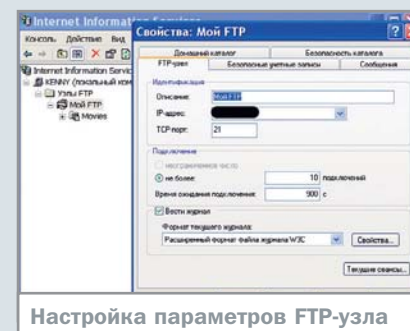 Internet Information Services
Консоль Действие Вид
Internet Information Servic
KENNY (локальный ком
Узлы FTP
Мой FTP
Movies
Свойства: Мой FTP
Домашний каталог
Безопасность каталога
FTP-узел
Безопасные учетные записи
Сообщения
Идентификация
Описание:
Мой FTP
IP-адрес:
TCP-порт:
21
Подключение
неограниченное число
не более:
10
подключений
Время ожидания подключения:
900
с
Вести журнал
Формат текущего журнала:
Расширенный формат файла журнала W3C
Свойства...
Текущие сеансы...
Настройка параметров FTP-узла